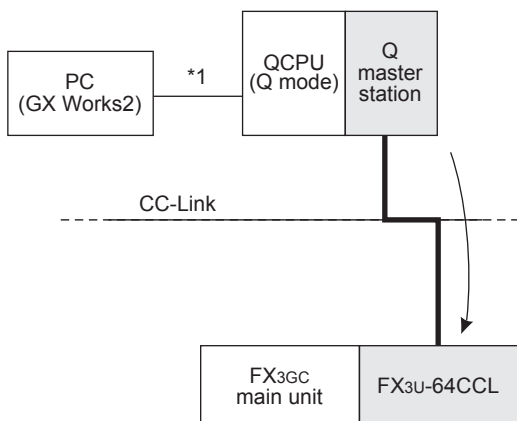 PC
(GX Works2)
*1
QCPU
(Q mode)
Q
master
station
CC-Link
FX3GC
main unit
FX3U-64CCL